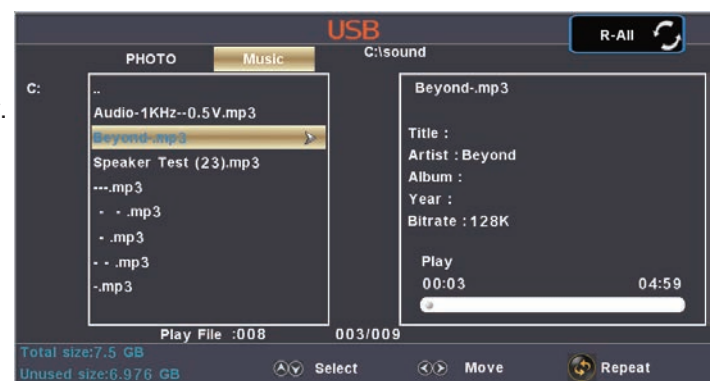 USB
R-All
PHOTO Music C:\sound
C:
..
Audio-1KHz--0.5V.mp3
Beyond-.mp3
Speaker Test (23).mp3
---.mp3
- - .mp3
- .mp3
- - .mp3
-.mp3
Beyond-.mp3
Title :
Artist : Beyond
Album :
Year :
Bitrate : 128K
Play
00:03 04:59
Play File :008 003/009
Total size:7.5 GB
Unused size:6.976 GB
Select Move Repeat